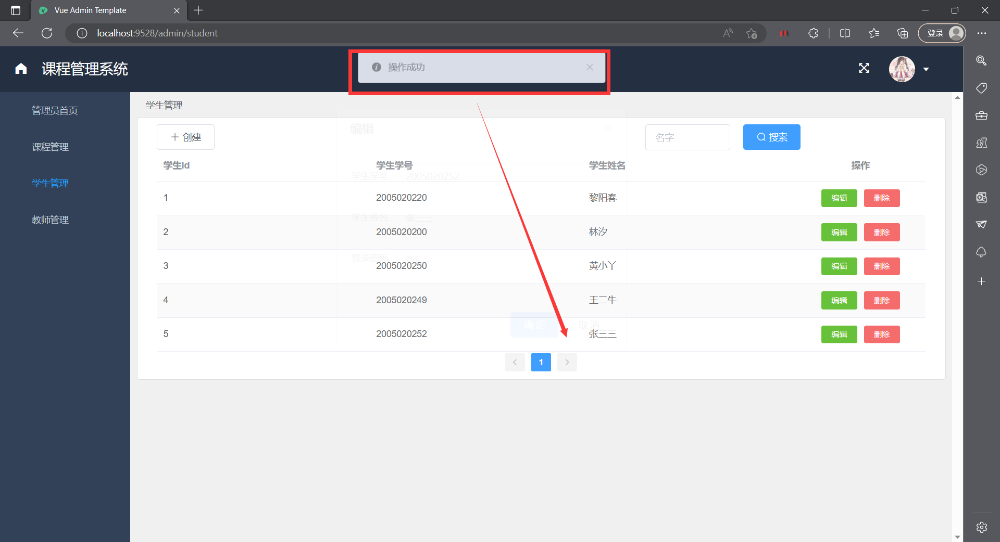 Vue Admin Template
localhost:9528/admin/student
登录
课程管理系统
操作成功
管理员首页
课程管理
学生管理
教师管理
学生管理
创建
编辑
名字
搜索
学生Id 学生学号 学生姓名 操作
学生学号 2005020252
1 2005020220 黎阳春 编辑 删除
学生姓名 张三三
2 2005020200 林汐 编辑 删除
登录密码 zss
3 2005020250 黄小丫 编辑 删除
4 2005020249 王二牛 编辑 删除
确 定 取 消
5 2005020252 张三三 编辑 删除
1